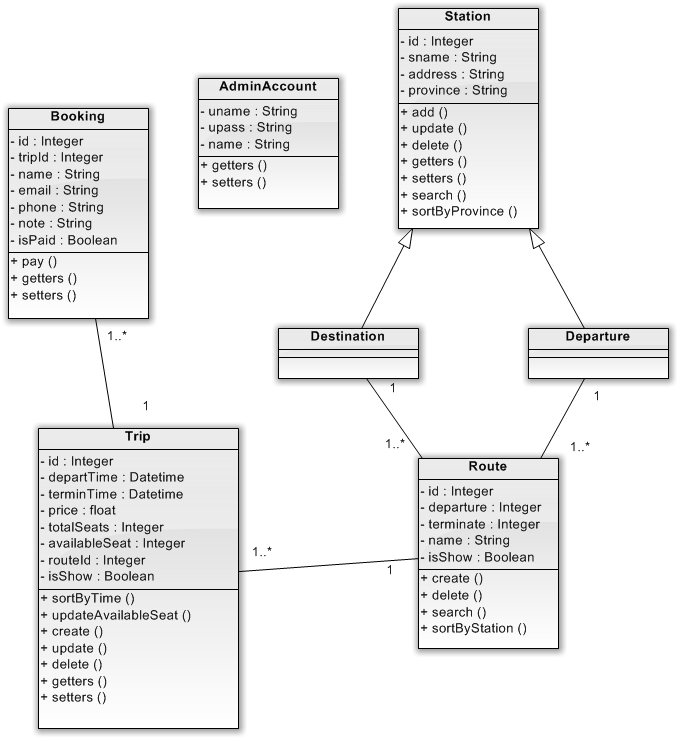 Station
- id : Integer
- sname : String
- address : String
- province : String
+ add ()
+ update ()
+ delete ()
+ getters ()
+ setters ()
+ search ()
+ sortByProvince ()
AdminAccount
- uname : String
- upass : String
- name : String
+ getters ()
+ setters ()
Booking
- id : Integer
- tripId : Integer
- name : String
- email : String
- phone : String
- note : String
- isPaid : Boolean
+ pay ()
+ getters ()
+ setters ()
Destination
Departure
1..*
1
1
1
1..*
1..*
Trip
- id : Integer
- departTime : Datetime
- terminTime : Datetime
- price : float
- totalSeats : Integer
- availableSeat : Integer
- routeId : Integer
- isShow : Boolean
+ sortByTime ()
+ updateAvailableSeat ()
+ create ()
+ update ()
+ delete ()
+ getters ()
+ setters ()
1..*
1
Route
- id : Integer
- departure : Integer
- terminate : Integer
- name : String
- isShow : Boolean
+ create ()
+ delete ()
+ search ()
+ sortByStation ()